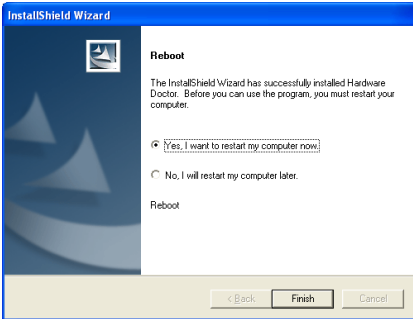 InstallShield Wizard
Reboot
The InstallShield Wizard has successfully installed Hardware
Doctor. Before you can use the program, you must restart your
computer.
Yes, I want to restart my computer now.
No, I will restart my computer later.
Reboot
< Back
Finish
Cancel